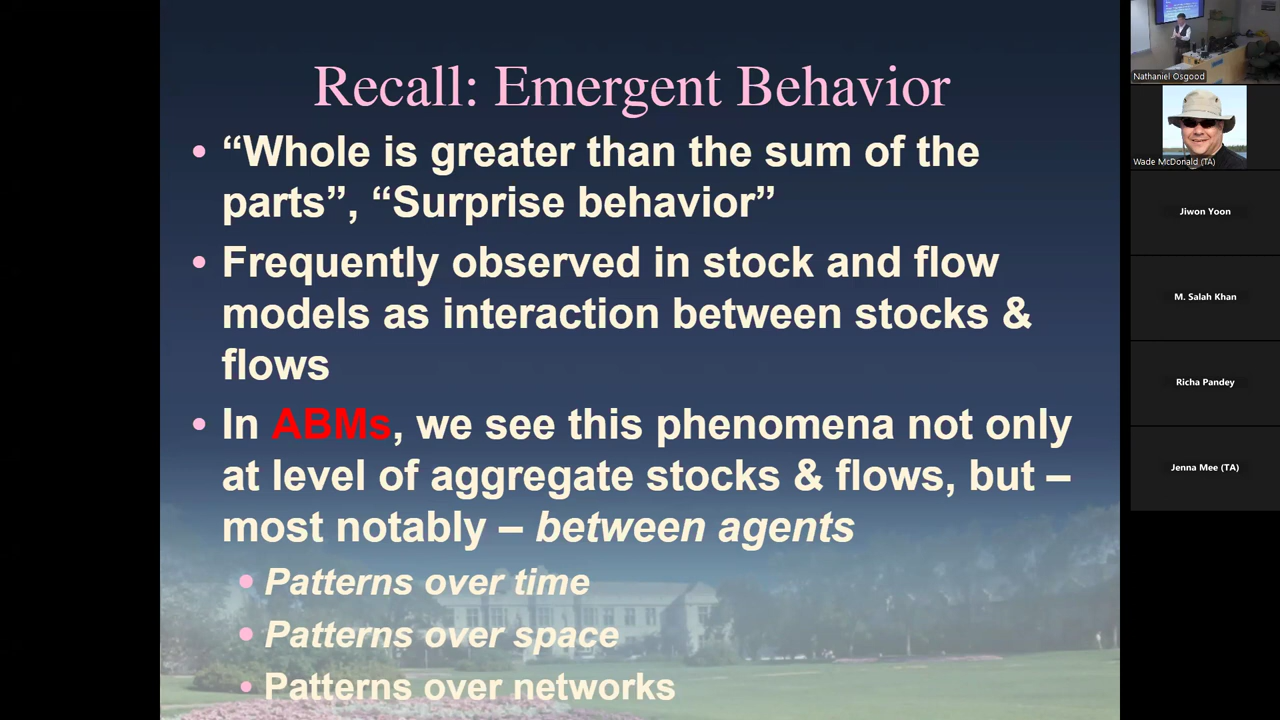 Recall: Emergent Behavior
• “Whole is greater than the sum of the
parts”, “Surprise behavior”
• Frequently observed in stock and flow
models as interaction between stocks &
flows
• In ABMs, we see this phenomena not only
at level of aggregate stocks & flows, but –
most notably – between agents
• Patterns over time
• Patterns over space
• Patterns over networks
Nathaniel Osgood
Wade McDonald (TA)
Jiwon Yoon
M. Salah Khan
Richa Pandey
Jenna Mee (TA)